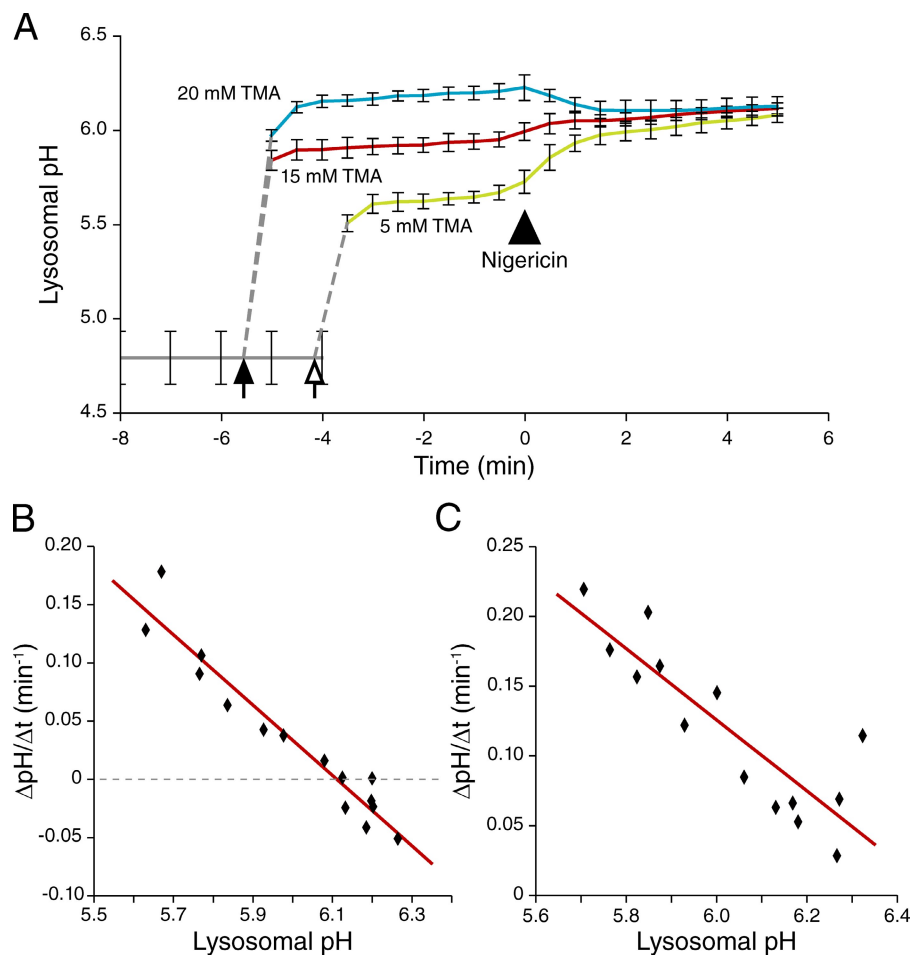 A
6.5
6.0
5.5
5.0
4.5
Lysosomal pH
20 mM TMA
15 mM TMA
5 mM TMA
Nigericin
-8
-6
-4
-2
0
2
4
6
Time (min)
B
0.20
0.15
0.10
0.05
0
-0.05
-0.10
ΔpH/Δt (min-1)
5.5
5.7
5.9
6.1
6.3
Lysosomal pH
C
0.25
0.20
0.15
0.10
0.05
0
ΔpH/Δt (min-1)
5.6
5.8
6.0
6.2
6.4
Lysosomal pH